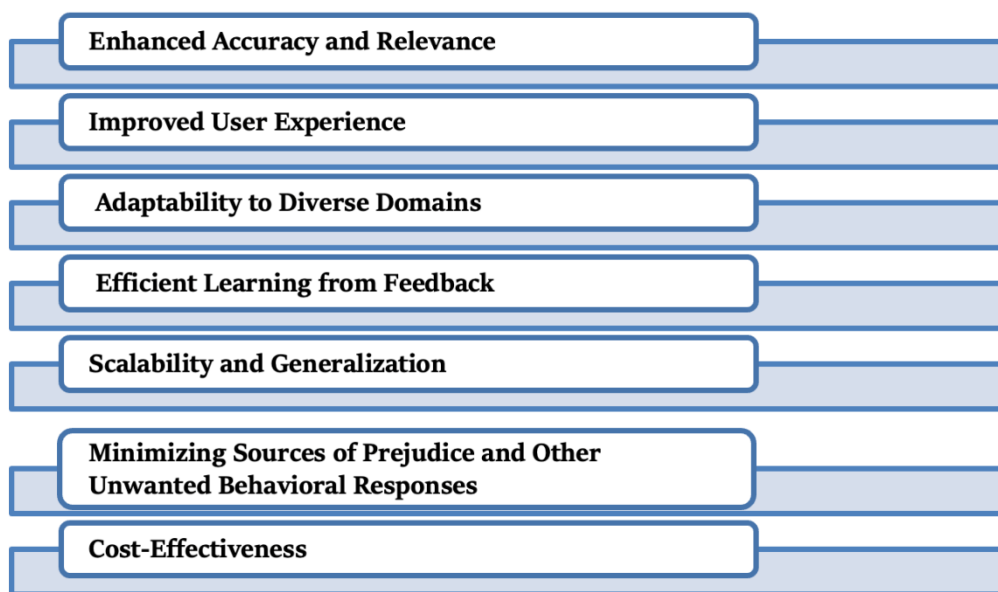 Enhanced Accuracy and Relevance
Improved User Experience
Adaptability to Diverse Domains
Efficient Learning from Feedback
Scalability and Generalization
Minimizing Sources of Prejudice and Other
Unwanted Behavioral Responses
Cost-Effectiveness